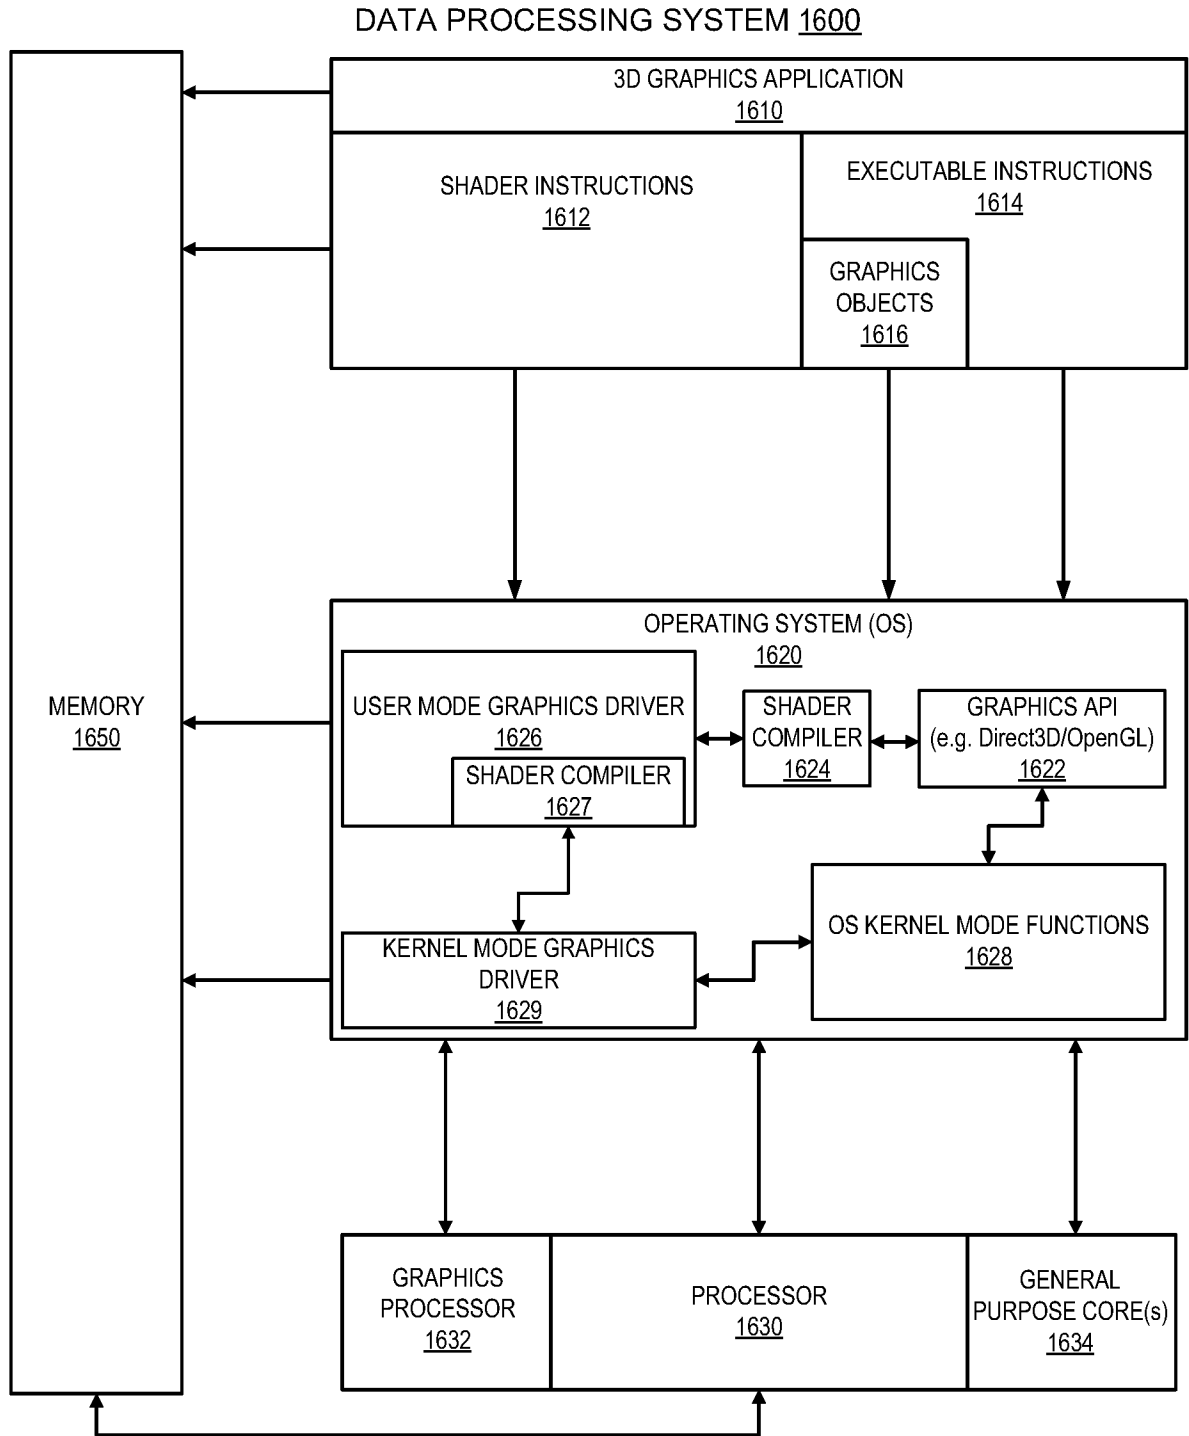 DATA PROCESSING SYSTEM 1600
3D GRAPHICS APPLICATION
1610
SHADER INSTRUCTIONS
1612
EXECUTABLE INSTRUCTIONS
1614
GRAPHICS
OBJECTS
1616
MEMORY
1650
OPERATING SYSTEM (OS)
1620
USER MODE GRAPHICS DRIVER
1626
SHADER COMPILER
1627
SHADER
COMPILER
1624
GRAPHICS API
(e.g. Direct3D/OpenGL)
1622
KERNEL MODE GRAPHICS
DRIVER
1629
OS KERNEL MODE FUNCTIONS
1628
GRAPHICS
PROCESSOR
1632
PROCESSOR
1630
GENERAL
PURPOSE CORE(s)
1634